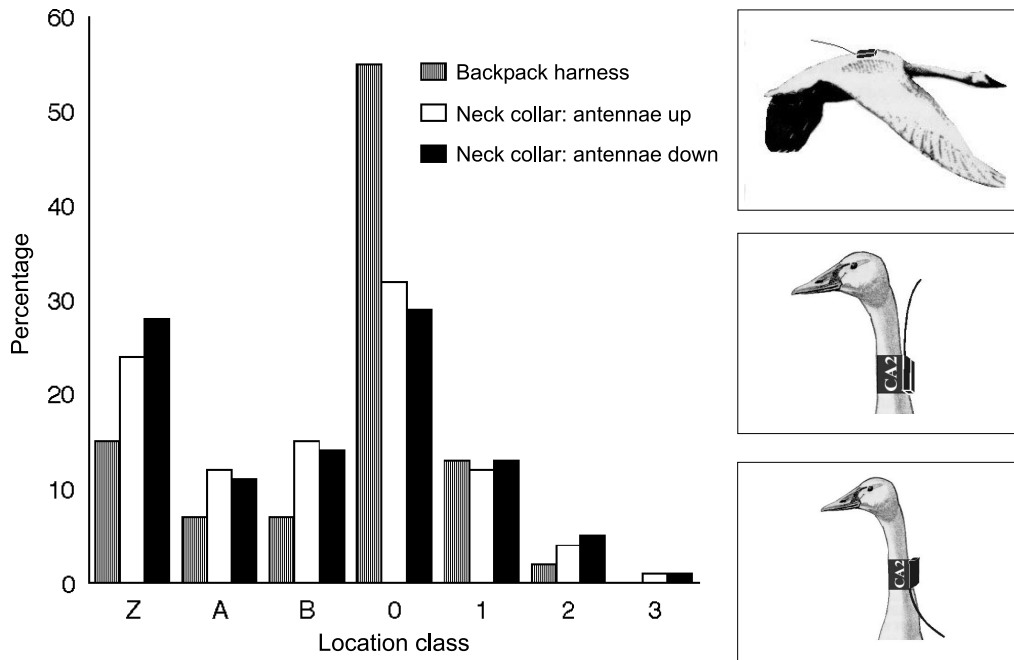 60
50
40
30
20
10
0
Percentage
Backpack harness
Neck collar: antennae up
Neck collar: antennae down
Z A B 0 1 2 3
Location class
CA2
CA2